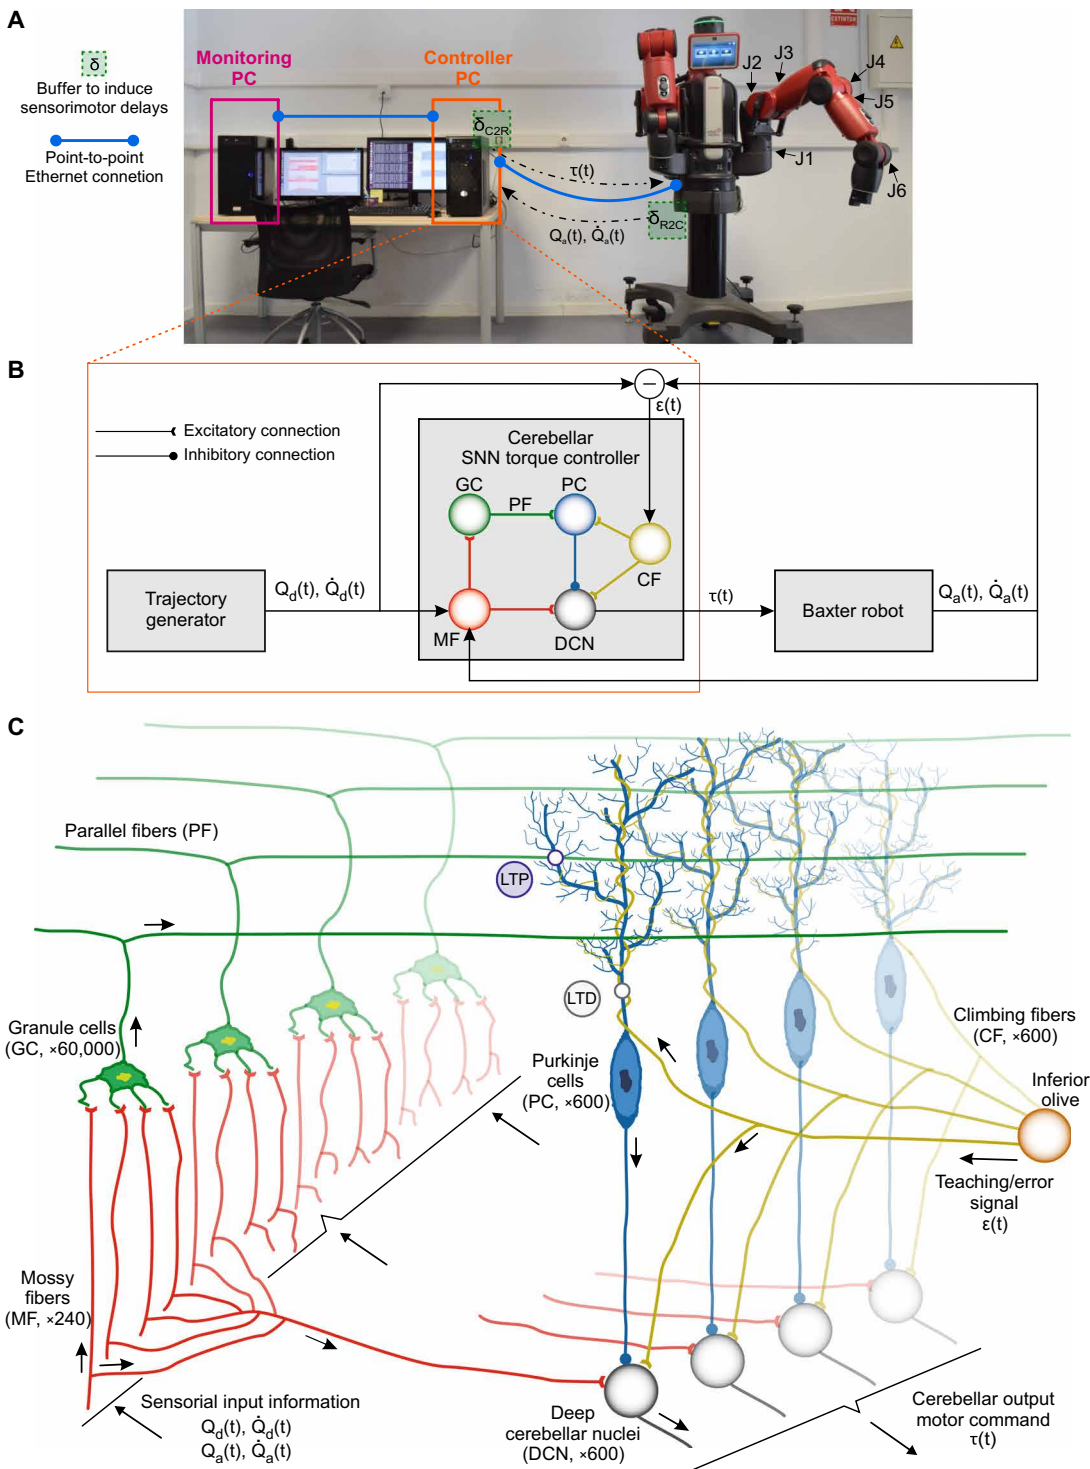 A
δ
Buffer to induce
sensorimotor delays
Point-to-point
Ethernet connetion
Monitoring
PC
Controller
PC
δC2R
τ(t)
δR2C
Qa(t), Q̇a(t)
J2
J3
J4
J5
J1
J6
EXTINTOR
B
Excitatory connection
Inhibitory connection
−
ε(t)
Cerebellar
SNN torque controller
GC
PF
PC
CF
MF
DCN
Trajectory
generator
Qd(t), Q̇d(t)
τ(t)
Baxter robot
Qa(t), Q̇a(t)
C
Parallel fibers (PF)
LTP
LTD
Granule cells
(GC, ×60,000)
Purkinje
cells
(PC, ×600)
Climbing fibers
(CF, ×600)
Inferior
olive
Teaching/error
signal
ε(t)
Mossy
fibers
(MF, ×240)
Sensorial input information
Qd(t), Q̇d(t)
Qa(t), Q̇a(t)
Deep
cerebellar nuclei
(DCN, ×600)
Cerebellar output
motor command
τ(t)